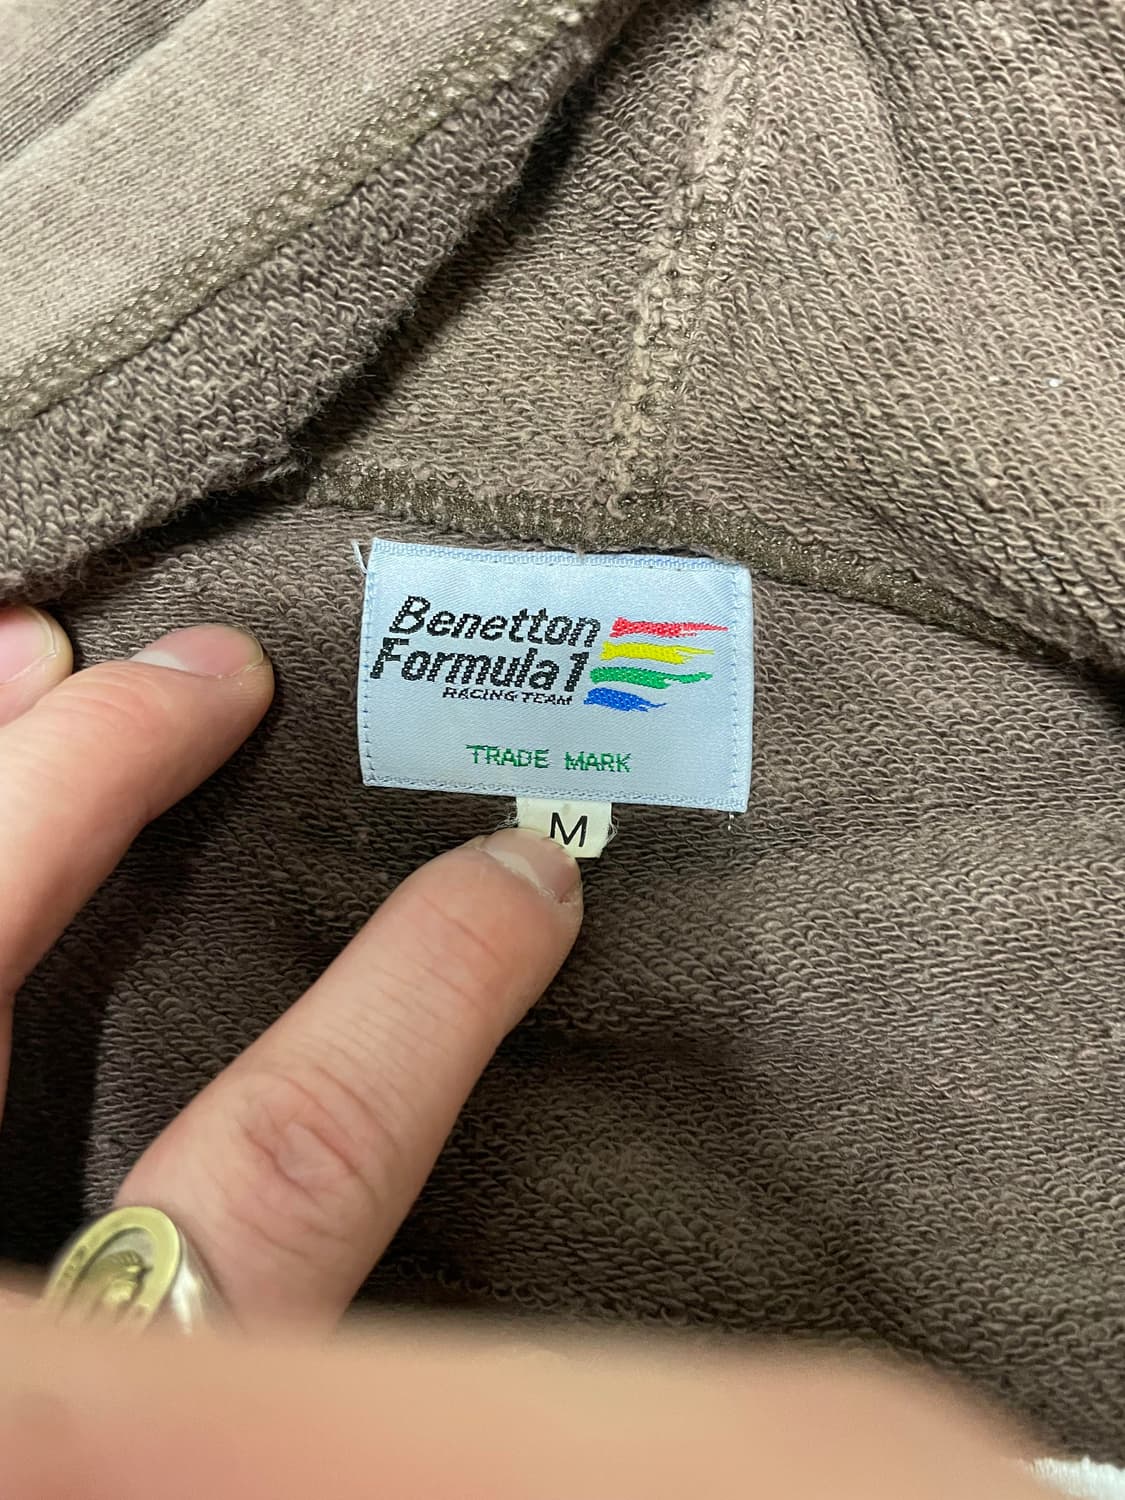 Benetton
Formula 1
RACING TEAM
TRADE MARK
M